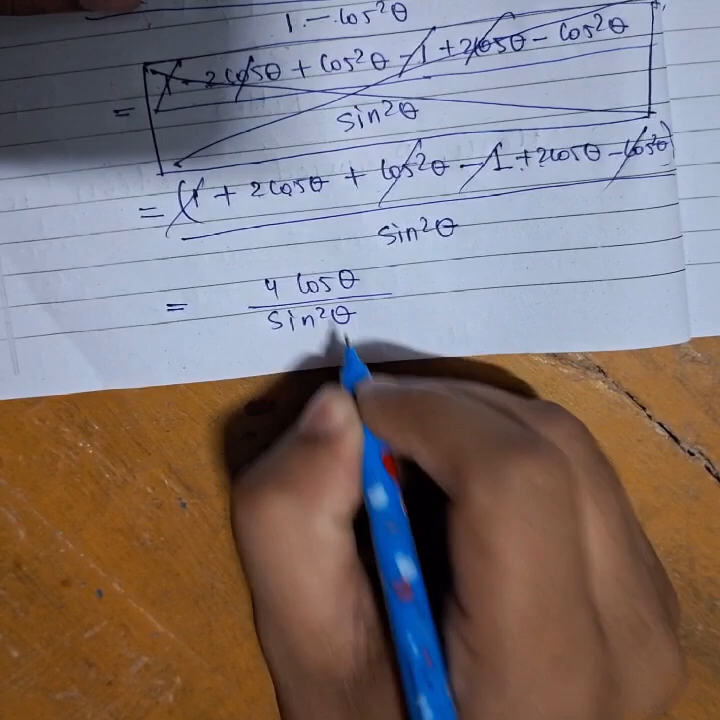 1 - cos²θ
= 1 - 2cosθ + cos²θ - 1 + 2cosθ - cos²θ
sin²θ
= (1 + 2cosθ + cos²θ - 1 + 2cosθ - cos²θ)
sin²θ
= 4 cosθ
sin²θ